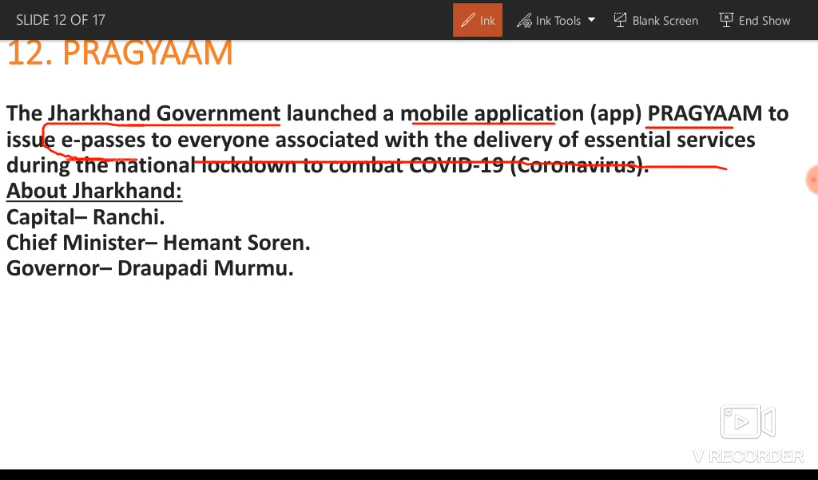 SLIDE 12 OF 17
Ink
Ink Tools
Blank Screen
End Show
12. PRAGYAAM
The Jharkhand Government launched a mobile application (app) PRAGYAAM to
issue e-passes to everyone associated with the delivery of essential services
during the national lockdown to combat COVID-19 (Coronavirus).
About Jharkhand:
Capital– Ranchi.
Chief Minister– Hemant Soren.
Governor– Draupadi Murmu.
V RECORDER